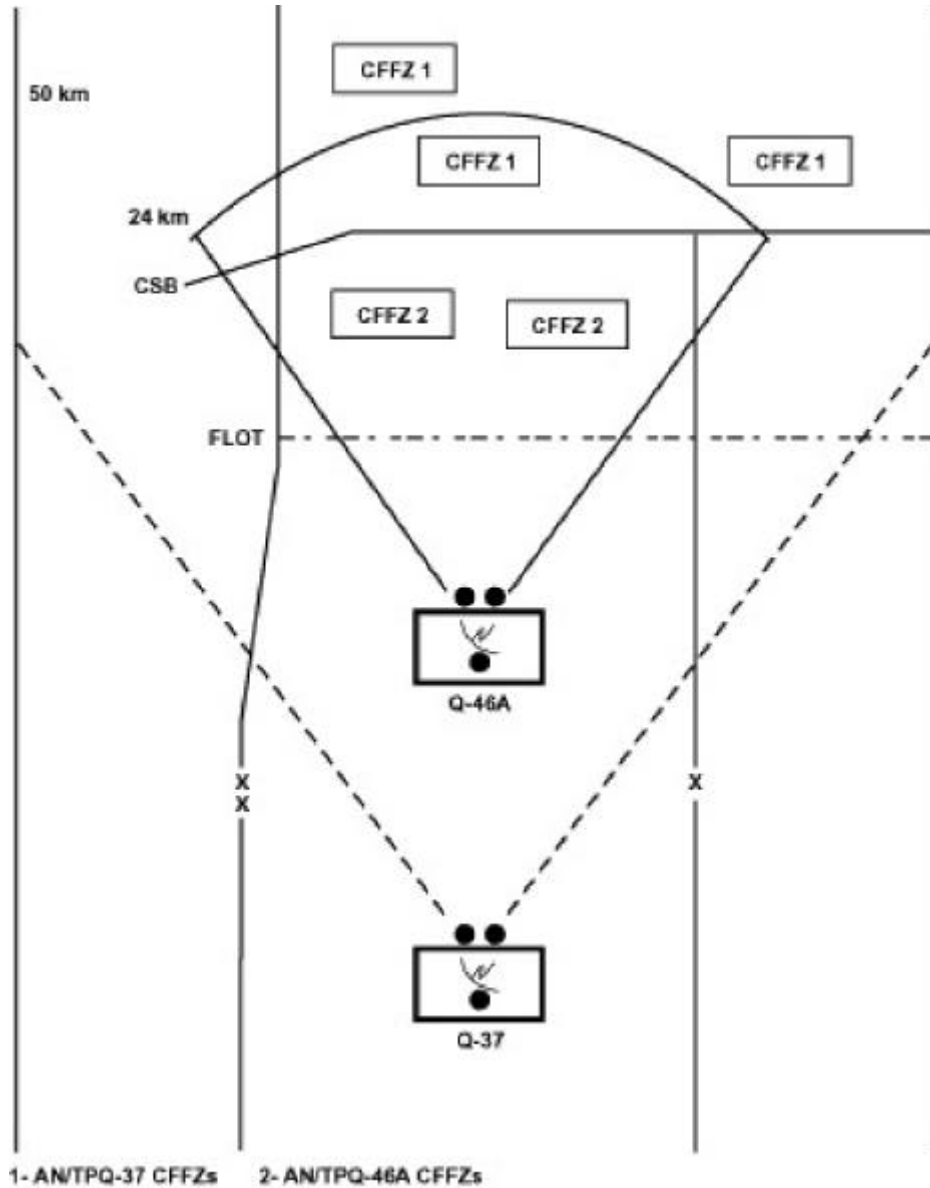 CFFZ 1
50 km
CFFZ 1
CFFZ 1
24 km
CSB
CFFZ 2
CFFZ 2
FLOT
Q-46A
X
X
X
Q-37
1- AN/TPQ-37 CFFZs 2- AN/TPQ-46A CFFZs